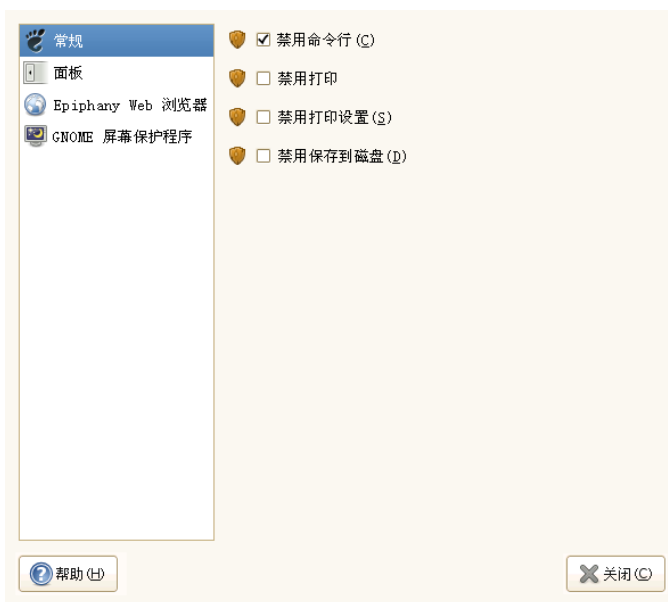 常规
面板
Epiphany Web 浏览器
GNOME 屏幕保护程序
禁用命令行(C)
禁用打印
禁用打印设置(S)
禁用保存到磁盘(D)
帮助(H)
关闭(C)